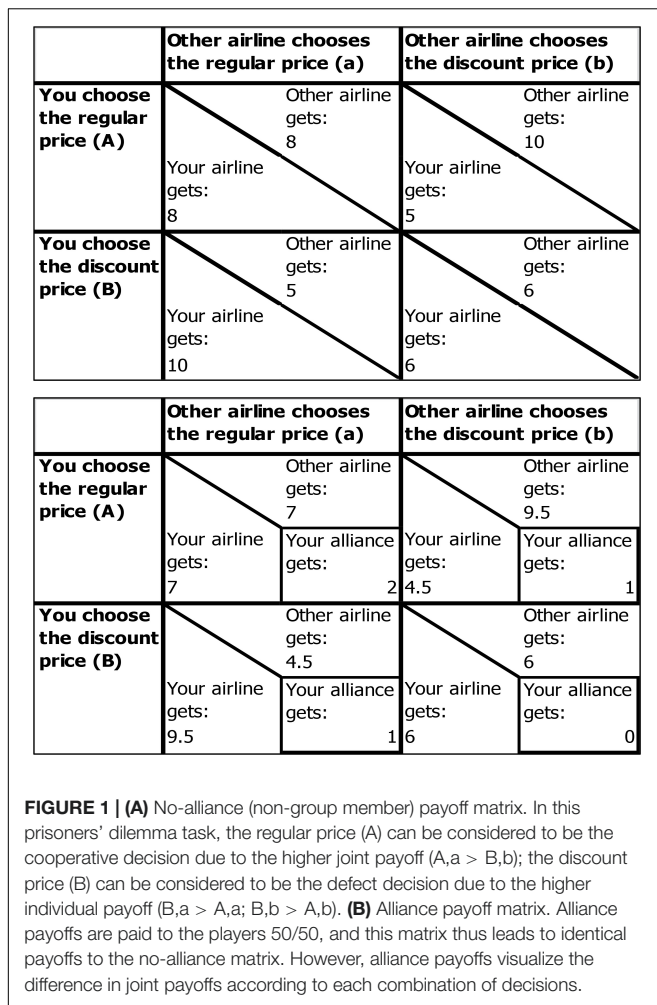 Other airline chooses
the regular price (a)
Other airline chooses
the discount price (b)
You choose
the regular
price (A)
Other airline
gets:
8
Your airline
gets:
8
Other airline
gets:
10
Your airline
gets:
5
You choose
the discount
price (B)
Other airline
gets:
5
Your airline
gets:
10
Other airline
gets:
6
Your airline
gets:
6
Other airline chooses
the regular price (a)
Other airline chooses
the discount price (b)
You choose
the regular
price (A)
Other airline
gets:
7
Your airline
gets:
7
Your alliance
gets:
2
Other airline
gets:
9.5
Your airline
gets:
4.5
Your alliance
gets:
1
You choose
the discount
price (B)
Other airline
gets:
4.5
Your airline
gets:
9.5
Your alliance
gets:
1
Other airline
gets:
6
Your airline
gets:
6
Your alliance
gets:
0
FIGURE 1 | (A) No-alliance (non-group member) payoff matrix. In this
prisoners’ dilemma task, the regular price (A) can be considered to be the
cooperative decision due to the higher joint payoff (A,a > B,b); the discount
price (B) can be considered to be the defect decision due to the higher
individual payoff (B,a > A,a; B,b > A,b). (B) Alliance payoff matrix. Alliance
payoffs are paid to the players 50/50, and this matrix thus leads to identical
payoffs to the no-alliance matrix. However, alliance payoffs visualize the
difference in joint payoffs according to each combination of decisions.